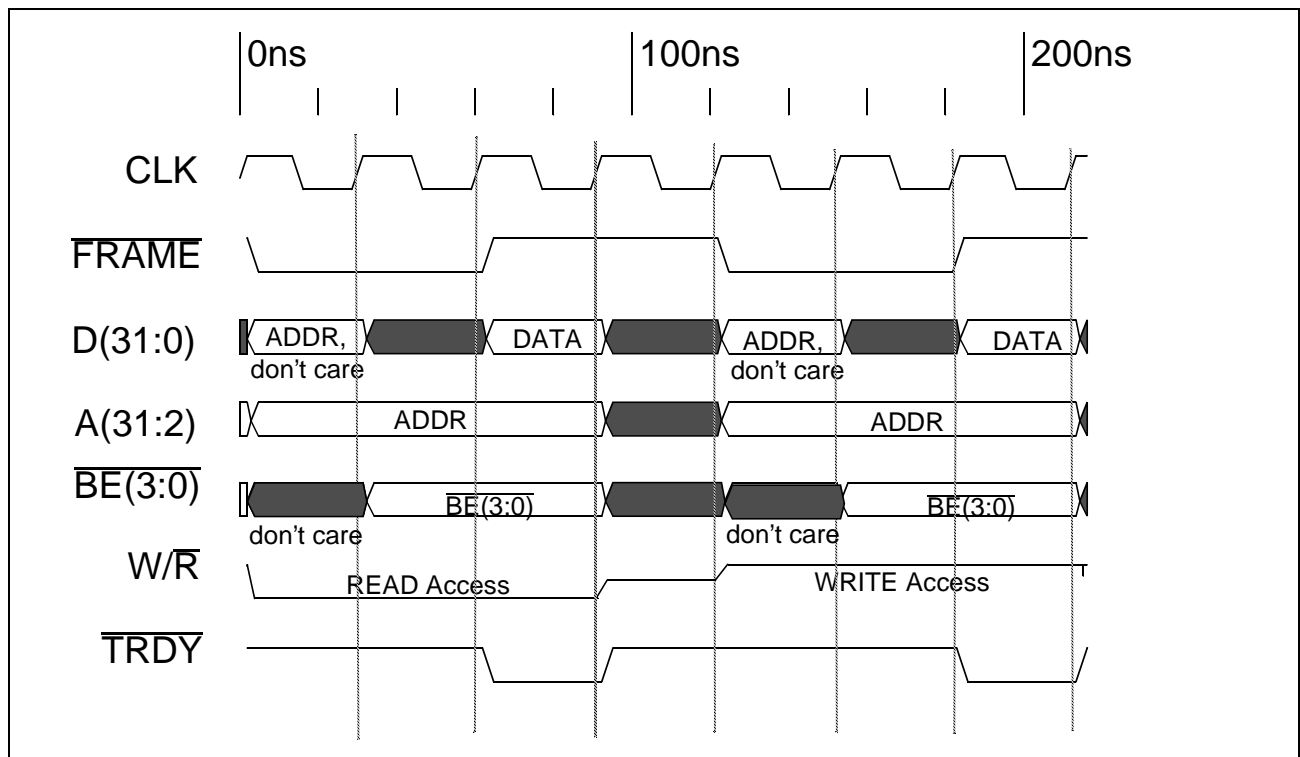 0ns 100ns 200ns
CLK
FRAME
D(31:0) ADDR, DATA ADDR, DATA
don't care don't care
A(31:2) ADDR ADDR
BE(3:0) BE(3:0) BE(3:0)
don't care don't care
W/R READ Access WRITE Access
TRDY